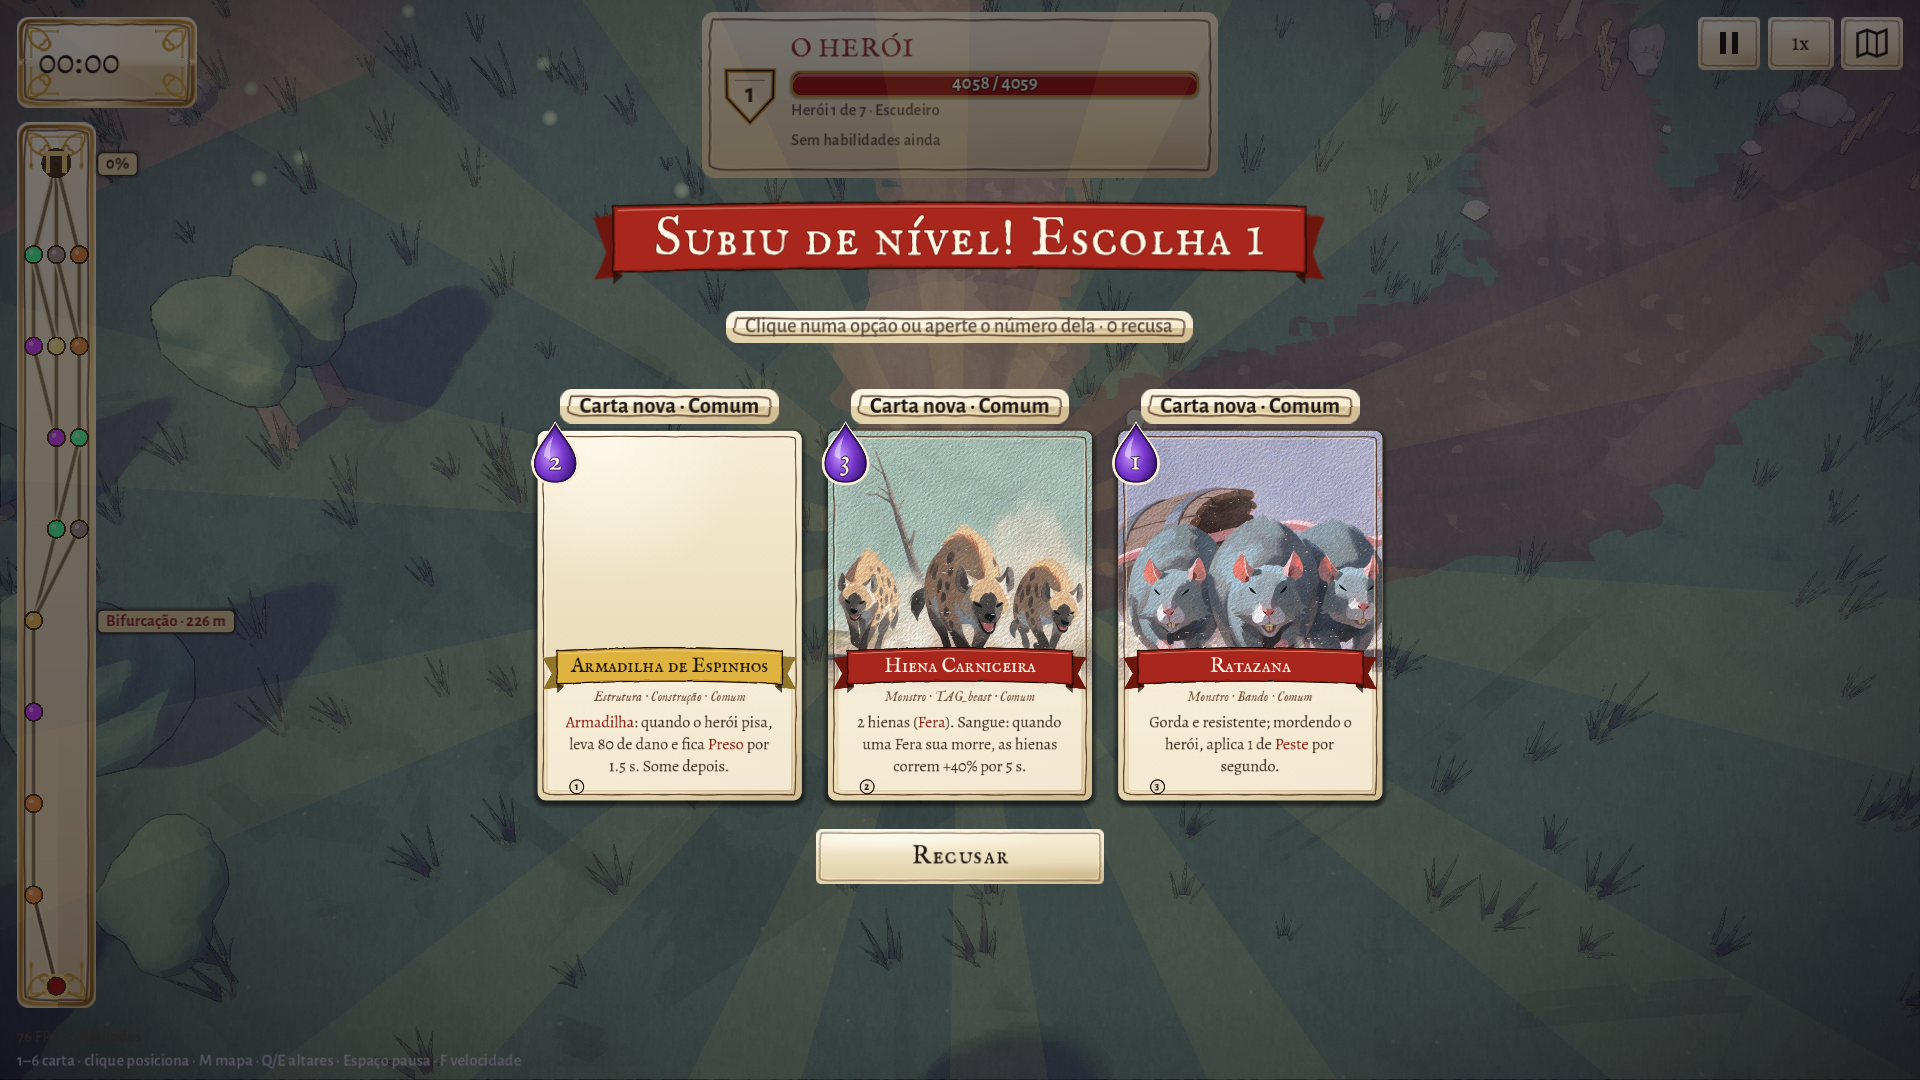 00:00
O HERÓI
1
4058 / 4059
Herói 1 de 7 · Escudeiro
Sem habilidades ainda
1x
0%
Subiu de nível! Escolha 1
Clique numa opção ou aperte o número dela · 0 recusa
Carta nova · Comum
Carta nova · Comum
Carta nova · Comum
2
Armadilha de Espinhos
Estrutura · Construção · Comum
Armadilha: quando o herói pisa,
leva 80 de dano e fica Preso por
1.5 s. Some depois.
1
3
Hiena Carniceira
Monstro · TAG_beast · Comum
2 hienas (Fera). Sangue: quando
uma Fera sua morre, as hienas
correm +40% por 5 s.
2
1
Ratazana
Monstro · Bando · Comum
Gorda e resistente; mordendo o
herói, aplica 1 de Peste por
segundo.
3
Bifurcação · 226 m
Recusar
1–6 carta · clique posiciona · M mapa · Q/E altares · Espaço pausa · F velocidade